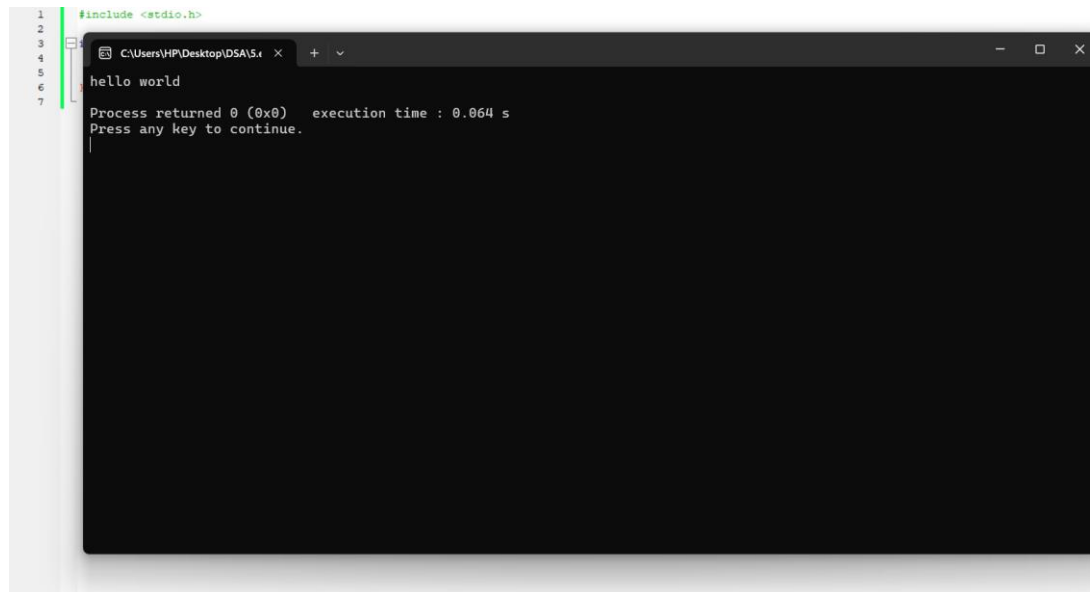 1
#include <stdio.h>
2
3
4
5
6
7
C:\Users\HP\Desktop\DSA\5.e
hello world
Process returned 0 (0x0)   execution time : 0.064 s
Press any key to continue.